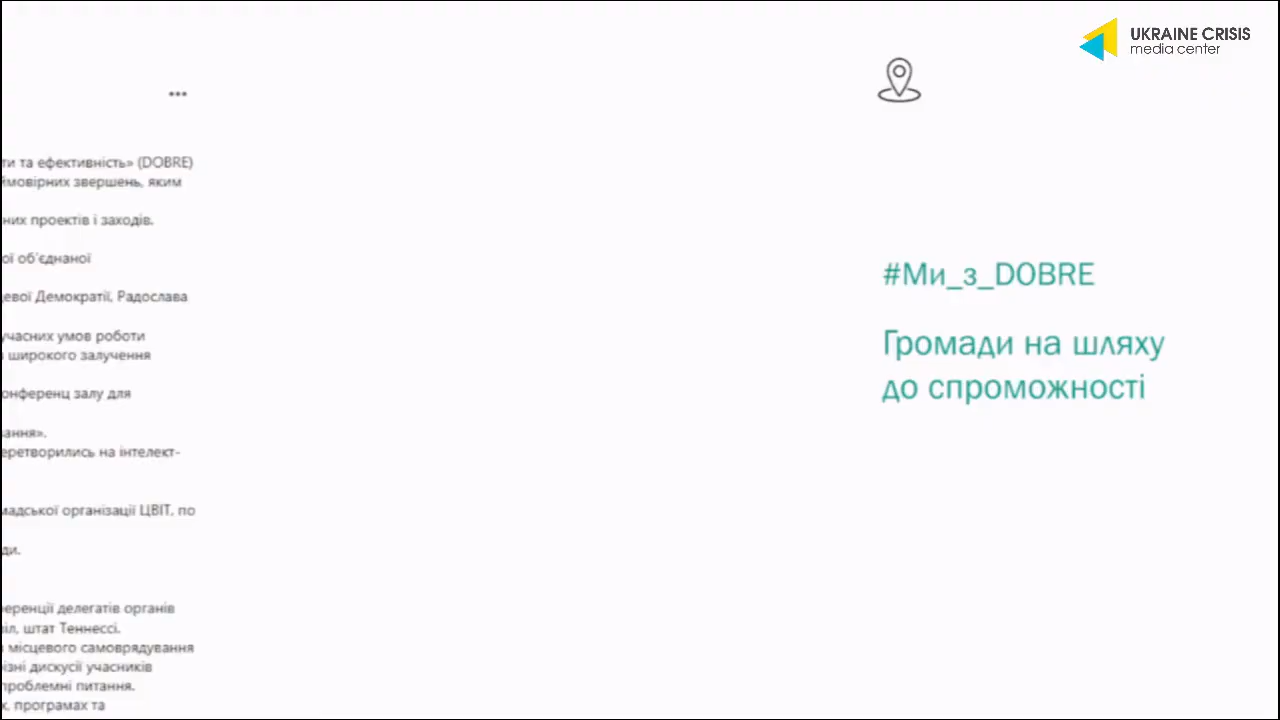 UKRAINE CRISIS
media center
ти та ефективність» (DOBRE)
ймовірних звершень, яким
них проектів і заходів.
ої об'єднаної
Демократії, Радослава
учасних умов роботи
широкого залучення
онференц залу для
ання».
еретворились на інтелект-
мадської організації ЦВІТ, по
ди.
еренції делегатів органів
штат Теннессі.
місцевого самоврядування
ізні дискусії учасників
проблемні питання.
програмах та
#Ми_з_DOBRE
Громади на шляху
до спроможності